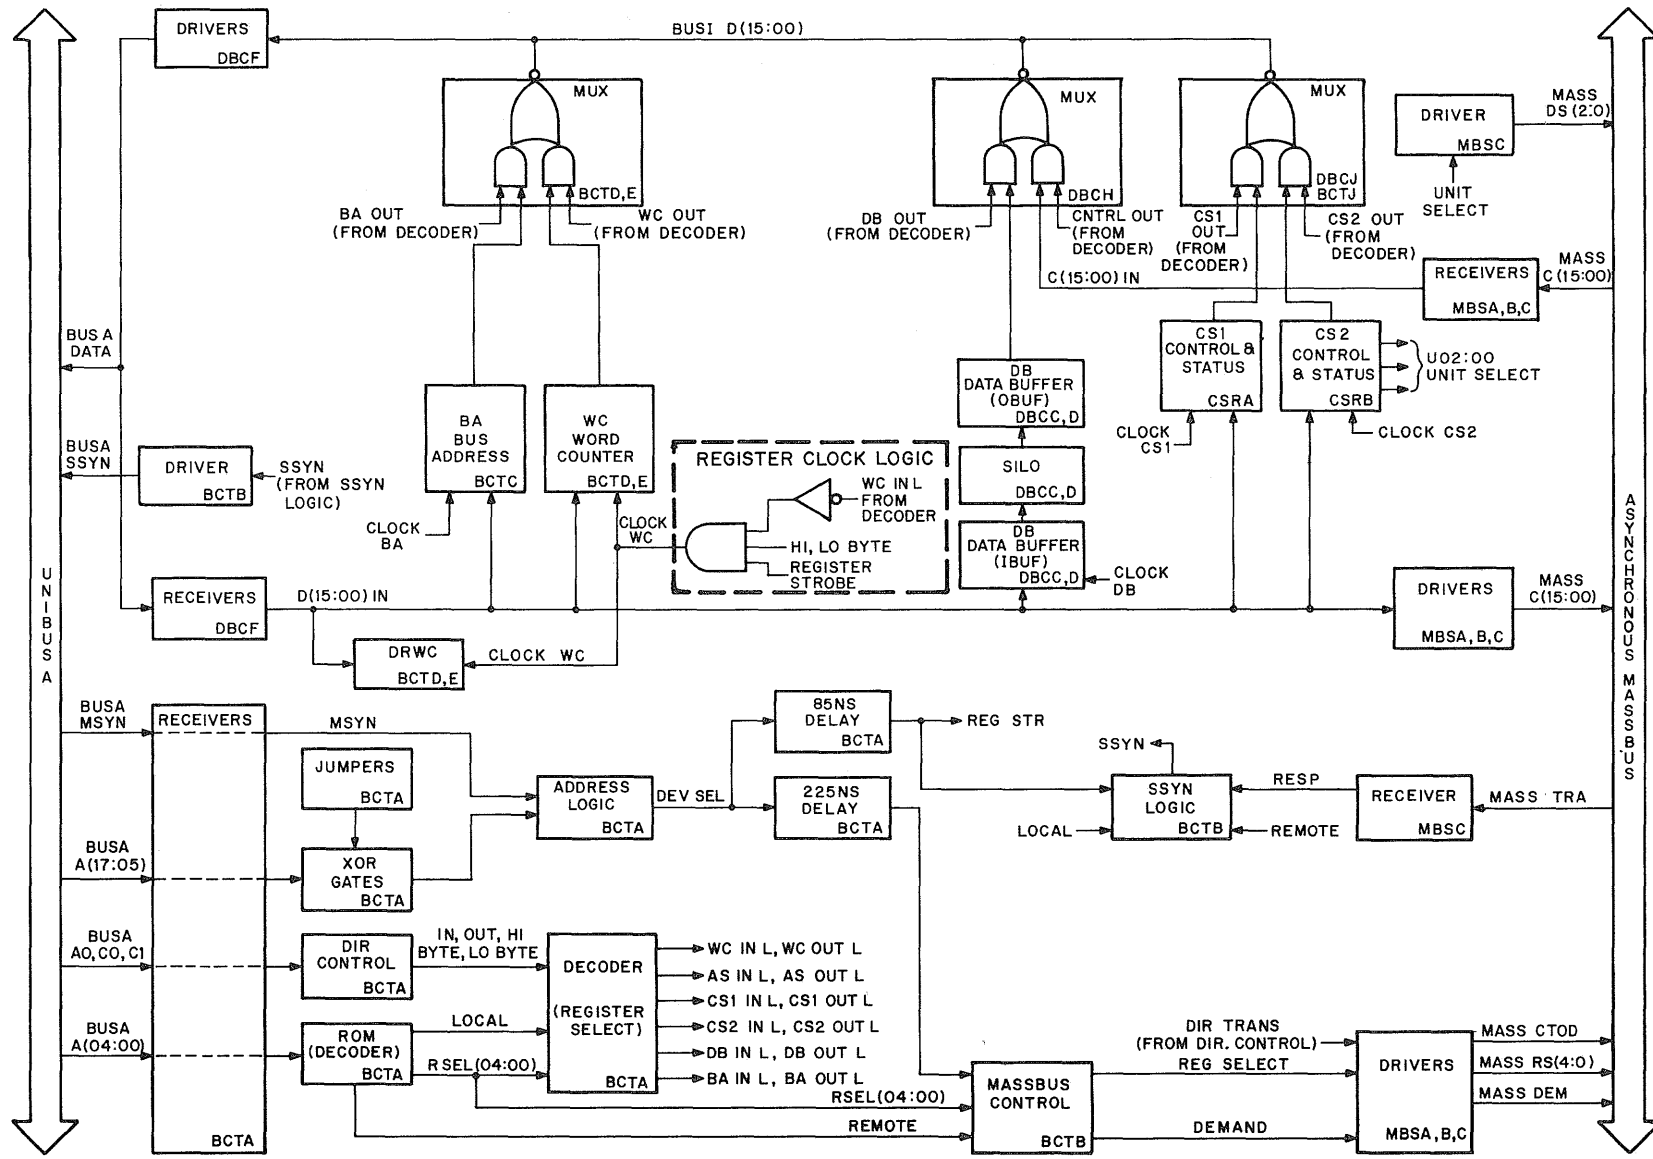 BUSI D(15:00)
DRIVERS
DBCF
MUX
BCTD,E
BA OUT
(FROM DECODER)
WC OUT
(FROM DECODER)
MUX
DBCH
DB OUT
(FROM DECODER)
CNTRL OUT
(FROM
DECODER)
MUX
DBCJ
BCTJ
CS1
OUT
(FROM
DECODER)
CS2 OUT
(FROM
DECODER)
DRIVER
MBSC
MASS
DS(2:0)
UNIT
SELECT
C(15:00)IN
RECEIVERS
MBSA,B,C
MASS
C(15:00)
BUS A
DATA
BA
BUS
ADDRESS
BCTC
WC
WORD
COUNTER
BCTD,E
DB
DATA BUFFER
(OBUF)
DBCC,D
CS1
CONTROL &
STATUS
CSRA
CS2
CONTROL
& STATUS
CSRB
U02:00
UNIT SELECT
CLOCK
CS1
CLOCK CS2
BUSA
SSYN
DRIVER
BCTB
SSYN
(FROM SSYN
LOGIC)
CLOCK
BA
CLOCK
WC
REGISTER CLOCK LOGIC
WC IN L
FROM
DECODER
HI, LO BYTE
REGISTER
STROBE
SILO
DBCC,D
DB
DATA BUFFER
(IBUF)
DBCC,D
CLOCK
DB
UNIBUS A
ASYNCHRONOUS MASSBUS
RECEIVERS
DBCF
D(15:00)IN
DRIVERS
MBSA,B,C
MASS
C(15:00)
DRWC
BCTD,E
CLOCK WC
BUSA
MSYN
RECEIVERS
BCTA
MSYN
JUMPERS
BCTA
ADDRESS
LOGIC
BCTA
DEV SEL
85NS
DELAY
BCTA
REG STR
225NS
DELAY
BCTA
SSYN
SSYN
LOGIC
BCTB
LOCAL
REMOTE
RESP
RECEIVER
MBSC
MASS TRA
BUSA
A(17:05)
XOR
GATES
BCTA
BUSA
A0,C0,C1
DIR
CONTROL
BCTA
IN, OUT, HI
BYTE, LO BYTE
DECODER
(REGISTER
SELECT)
BCTA
WC IN L, WC OUT L
AS IN L, AS OUT L
CS1 IN L, CS1 OUT L
CS2 IN L, CS2 OUT L
DB IN L, DB OUT L
BA IN L, BA OUT L
BUSA
A(04:00)
ROM
(DECODER)
BCTA
LOCAL
RSEL(04:00)
RSEL(04:00)
REMOTE
MASSBUS
CONTROL
BCTB
DIR TRANS
(FROM DIR. CONTROL)
REG SELECT
DEMAND
DRIVERS
MBSA,B,C
MASS CTOD
MASS RS(4:0)
MASS DEM